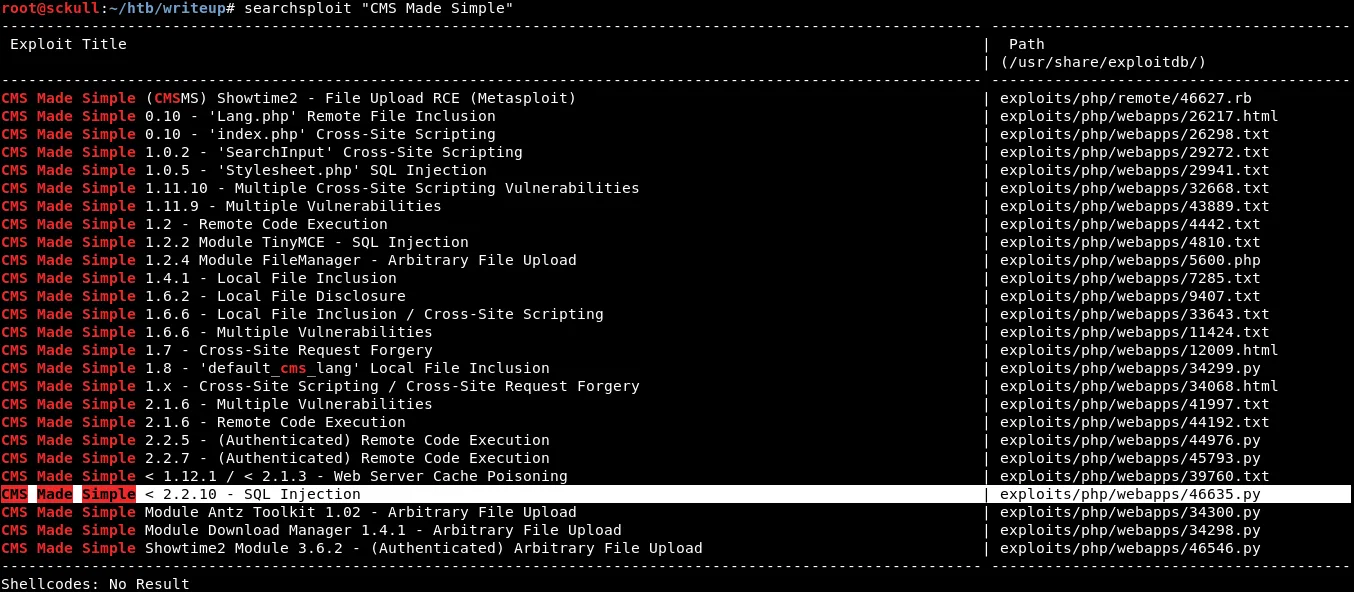 root@sckull:~/htb/writeup# searchsploit "CMS Made Simple"
Exploit Title | Path
| (/usr/share/exploitdb/)
CMS Made Simple (CMSMS) Showtime2 - File Upload RCE (Metasploit) | exploits/php/remote/46627.rb
CMS Made Simple 0.10 - 'Lang.php' Remote File Inclusion | exploits/php/webapps/26217.html
CMS Made Simple 0.10 - 'index.php' Cross-Site Scripting | exploits/php/webapps/26298.txt
CMS Made Simple 1.0.2 - 'SearchInput' Cross-Site Scripting | exploits/php/webapps/29272.txt
CMS Made Simple 1.0.5 - 'Stylesheet.php' SQL Injection | exploits/php/webapps/29941.txt
CMS Made Simple 1.11.10 - Multiple Cross-Site Scripting Vulnerabilities | exploits/php/webapps/32668.txt
CMS Made Simple 1.11.9 - Multiple Vulnerabilities | exploits/php/webapps/43889.txt
CMS Made Simple 1.2 - Remote Code Execution | exploits/php/webapps/4442.txt
CMS Made Simple 1.2.2 Module TinyMCE - SQL Injection | exploits/php/webapps/4810.txt
CMS Made Simple 1.2.4 Module FileManager - Arbitrary File Upload | exploits/php/webapps/5600.php
CMS Made Simple 1.4.1 - Local File Inclusion | exploits/php/webapps/7285.txt
CMS Made Simple 1.6.2 - Local File Disclosure | exploits/php/webapps/9407.txt
CMS Made Simple 1.6.6 - Local File Inclusion / Cross-Site Scripting | exploits/php/webapps/33643.txt
CMS Made Simple 1.6.6 - Multiple Vulnerabilities | exploits/php/webapps/11424.txt
CMS Made Simple 1.7 - Cross-Site Request Forgery | exploits/php/webapps/12009.html
CMS Made Simple 1.8 - 'default_cms_lang' Local File Inclusion | exploits/php/webapps/34299.py
CMS Made Simple 1.x - Cross-Site Scripting / Cross-Site Request Forgery | exploits/php/webapps/34068.html
CMS Made Simple 2.1.6 - Multiple Vulnerabilities | exploits/php/webapps/41997.txt
CMS Made Simple 2.1.6 - Remote Code Execution | exploits/php/webapps/44192.txt
CMS Made Simple 2.2.5 - (Authenticated) Remote Code Execution | exploits/php/webapps/44976.py
CMS Made Simple 2.2.7 - (Authenticated) Remote Code Execution | exploits/php/webapps/45793.py
CMS Made Simple < 1.12.1 / < 2.1.3 - Web Server Cache Poisoning | exploits/php/webapps/39760.txt
CMS Made Simple < 2.2.10 - SQL Injection | exploits/php/webapps/46635.py
CMS Made Simple Module Antz Toolkit 1.02 - Arbitrary File Upload | exploits/php/webapps/34300.py
CMS Made Simple Module Download Manager 1.4.1 - Arbitrary File Upload | exploits/php/webapps/34298.py
CMS Made Simple Showtime2 Module 3.6.2 - (Authenticated) Arbitrary File Upload | exploits/php/webapps/46546.py
Shellcodes: No Result